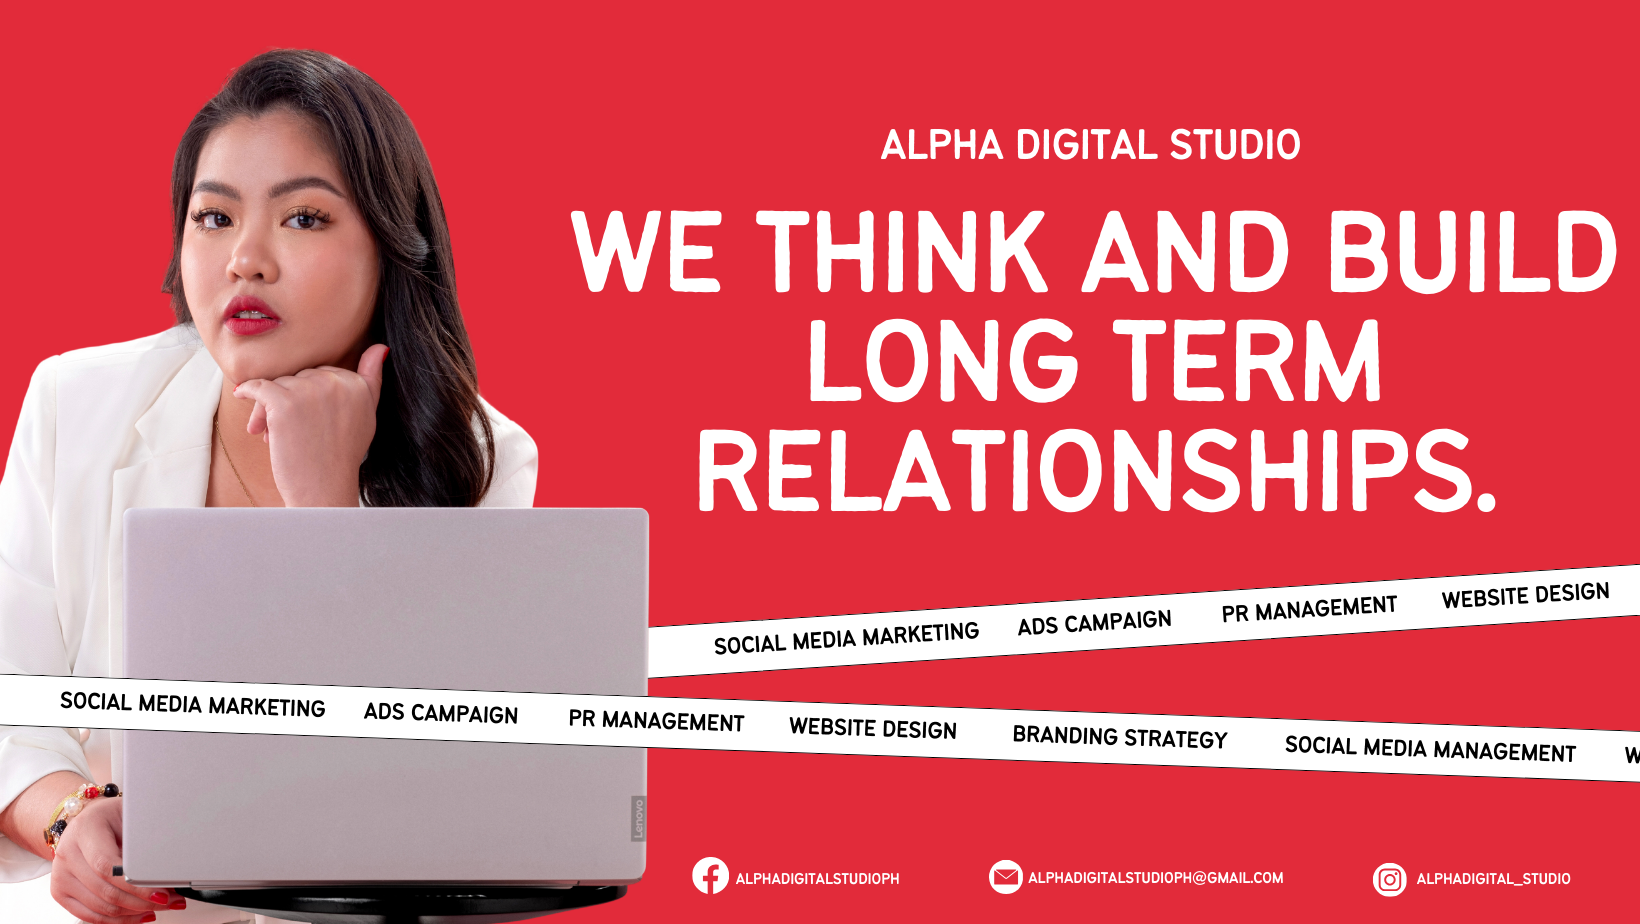 ALPHA DIGITAL STUDIO
WE THINK AND BUILD
LONG TERM
RELATIONSHIPS.
SOCIAL MEDIA MARKETING ADS CAMPAIGN PR MANAGEMENT WEBSITE DESIGN
SOCIAL MEDIA MARKETING ADS CAMPAIGN PR MANAGEMENT WEBSITE DESIGN BRANDING STRATEGY SOCIAL MEDIA MANAGEMENT W
Lenovo
ALPHADIGITALSTUDIOPH ALPHADIGITALSTUDIOPH@GMAIL.COM ALPHADIGITAL_STUDIO